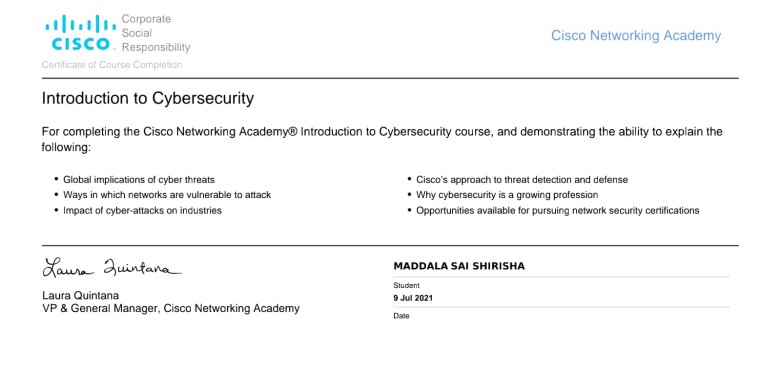 Corporate
Social
Responsibility
CISCO
Cisco Networking Academy
Certificate of Course Completion
Introduction to Cybersecurity
For completing the Cisco Networking Academy® Introduction to Cybersecurity course, and demonstrating the ability to explain the
following:
• Global implications of cyber threats
• Ways in which networks are vulnerable to attack
• Impact of cyber-attacks on industries
• Cisco's approach to threat detection and defense
• Why cybersecurity is a growing profession
• Opportunities available for pursuing network security certifications
Laura Quintana
Laura Quintana
VP & General Manager, Cisco Networking Academy
MADDALA SAI SHIRISHA
Student
9 Jul 2021
Date